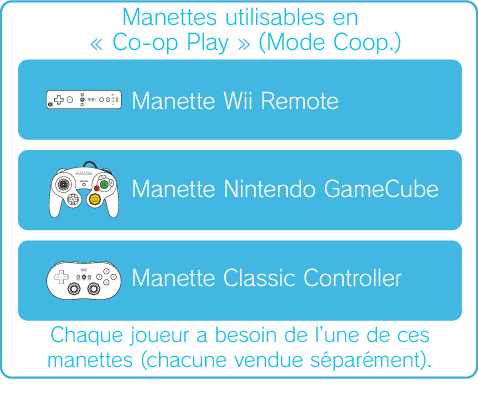 Manettes utilisables en
« Co-op Play » (Mode Coop.)
Manette Wii Remote
Manette Nintendo GameCube
Manette Classic Controller
Chaque joueur a besoin de l'une de ces
manettes (chacune vendue séparément).